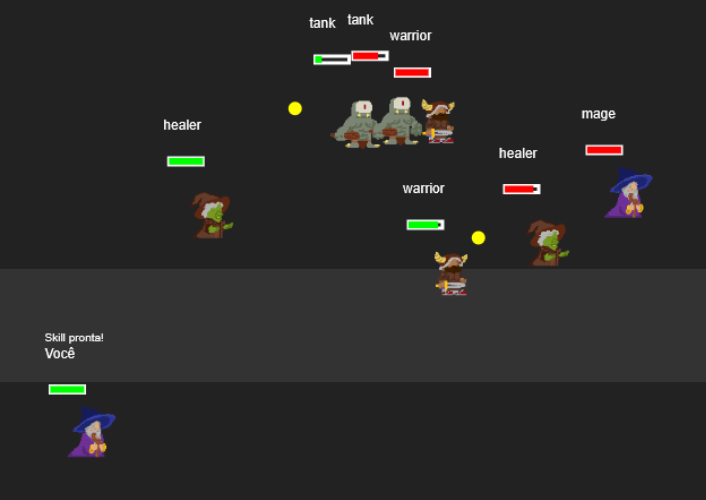 tank
tank
warrior
healer
mage
healer
warrior
Skill pronta!
Você